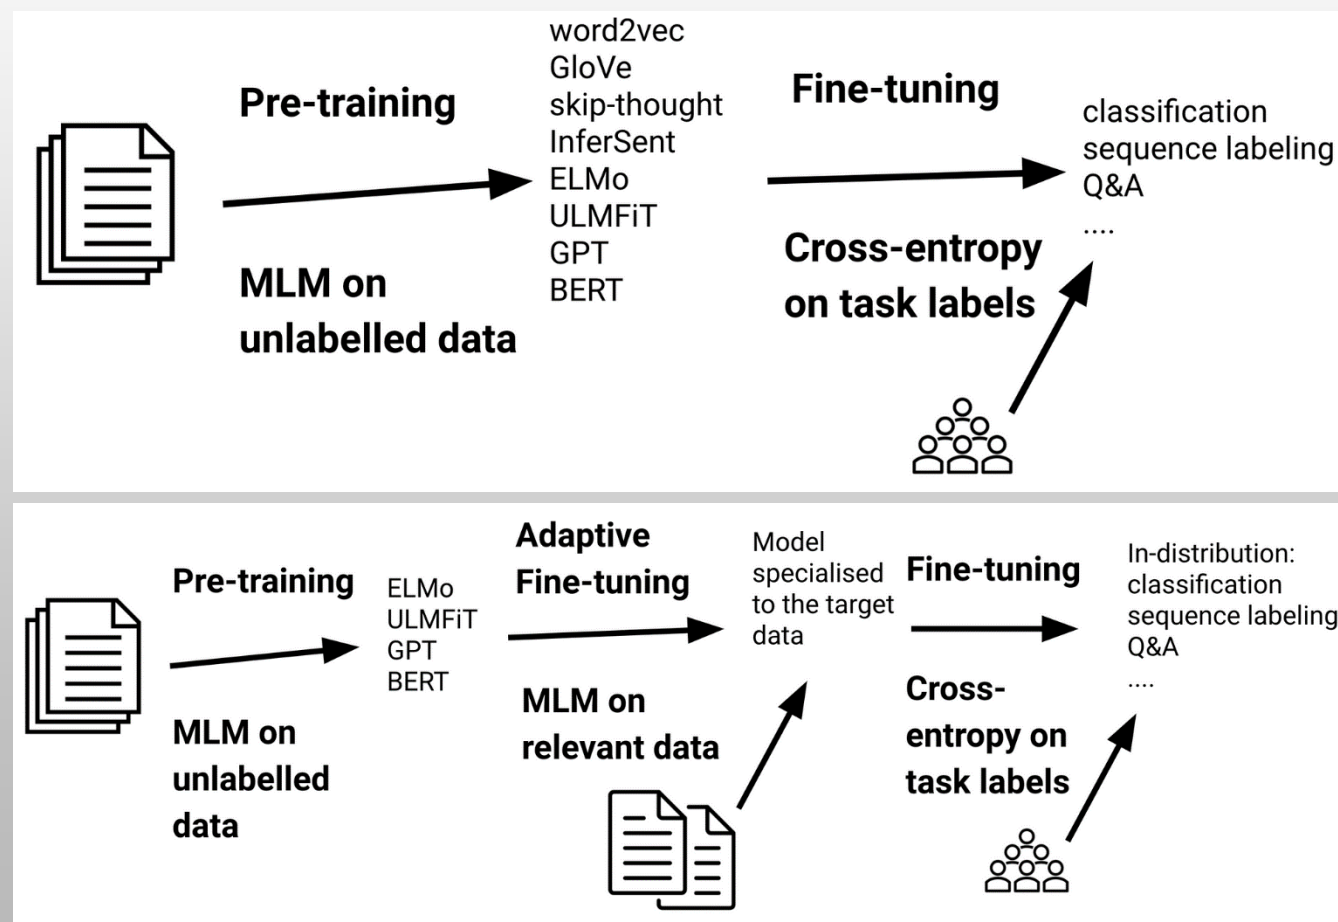 Pre-training
MLM on
unlabelled data
word2vec
GloVe
skip-thought
InferSent
ELMo
ULMFiT
GPT
BERT
Fine-tuning
Cross-entropy
on task labels
classification
sequence labeling
Q&A
....
Pre-training
MLM on
unlabelled
data
ELMo
ULMFiT
GPT
BERT
Adaptive
Fine-tuning
MLM on
relevant data
Model
specialised
to the target
data
Fine-tuning
Cross-
entropy on
task labels
In-distribution:
classification
sequence labeling
Q&A
....